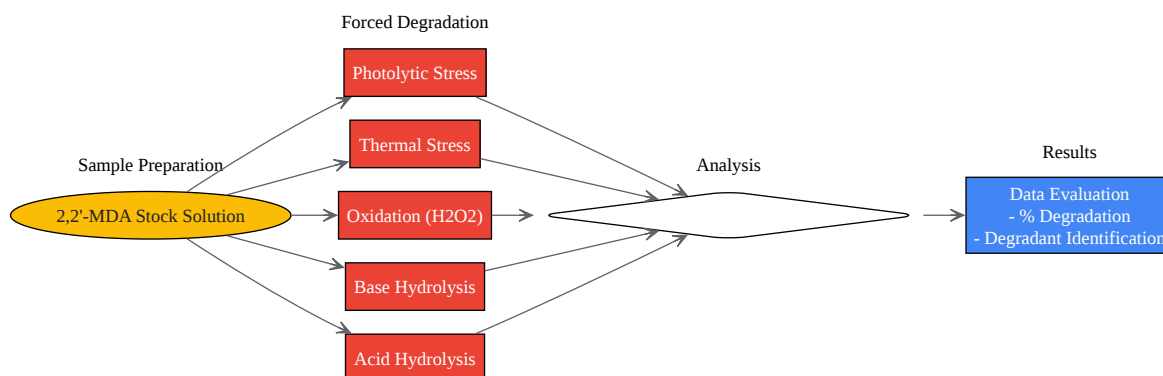 Forced Degradation
Photolytic Stress
Thermal Stress
Sample Preparation
Analysis
Results
2,2'-MDA Stock Solution
Oxidation (H2O2)
Data Evaluation
- % Degradation
- Degradant Identification
Base Hydrolysis
Acid Hydrolysis